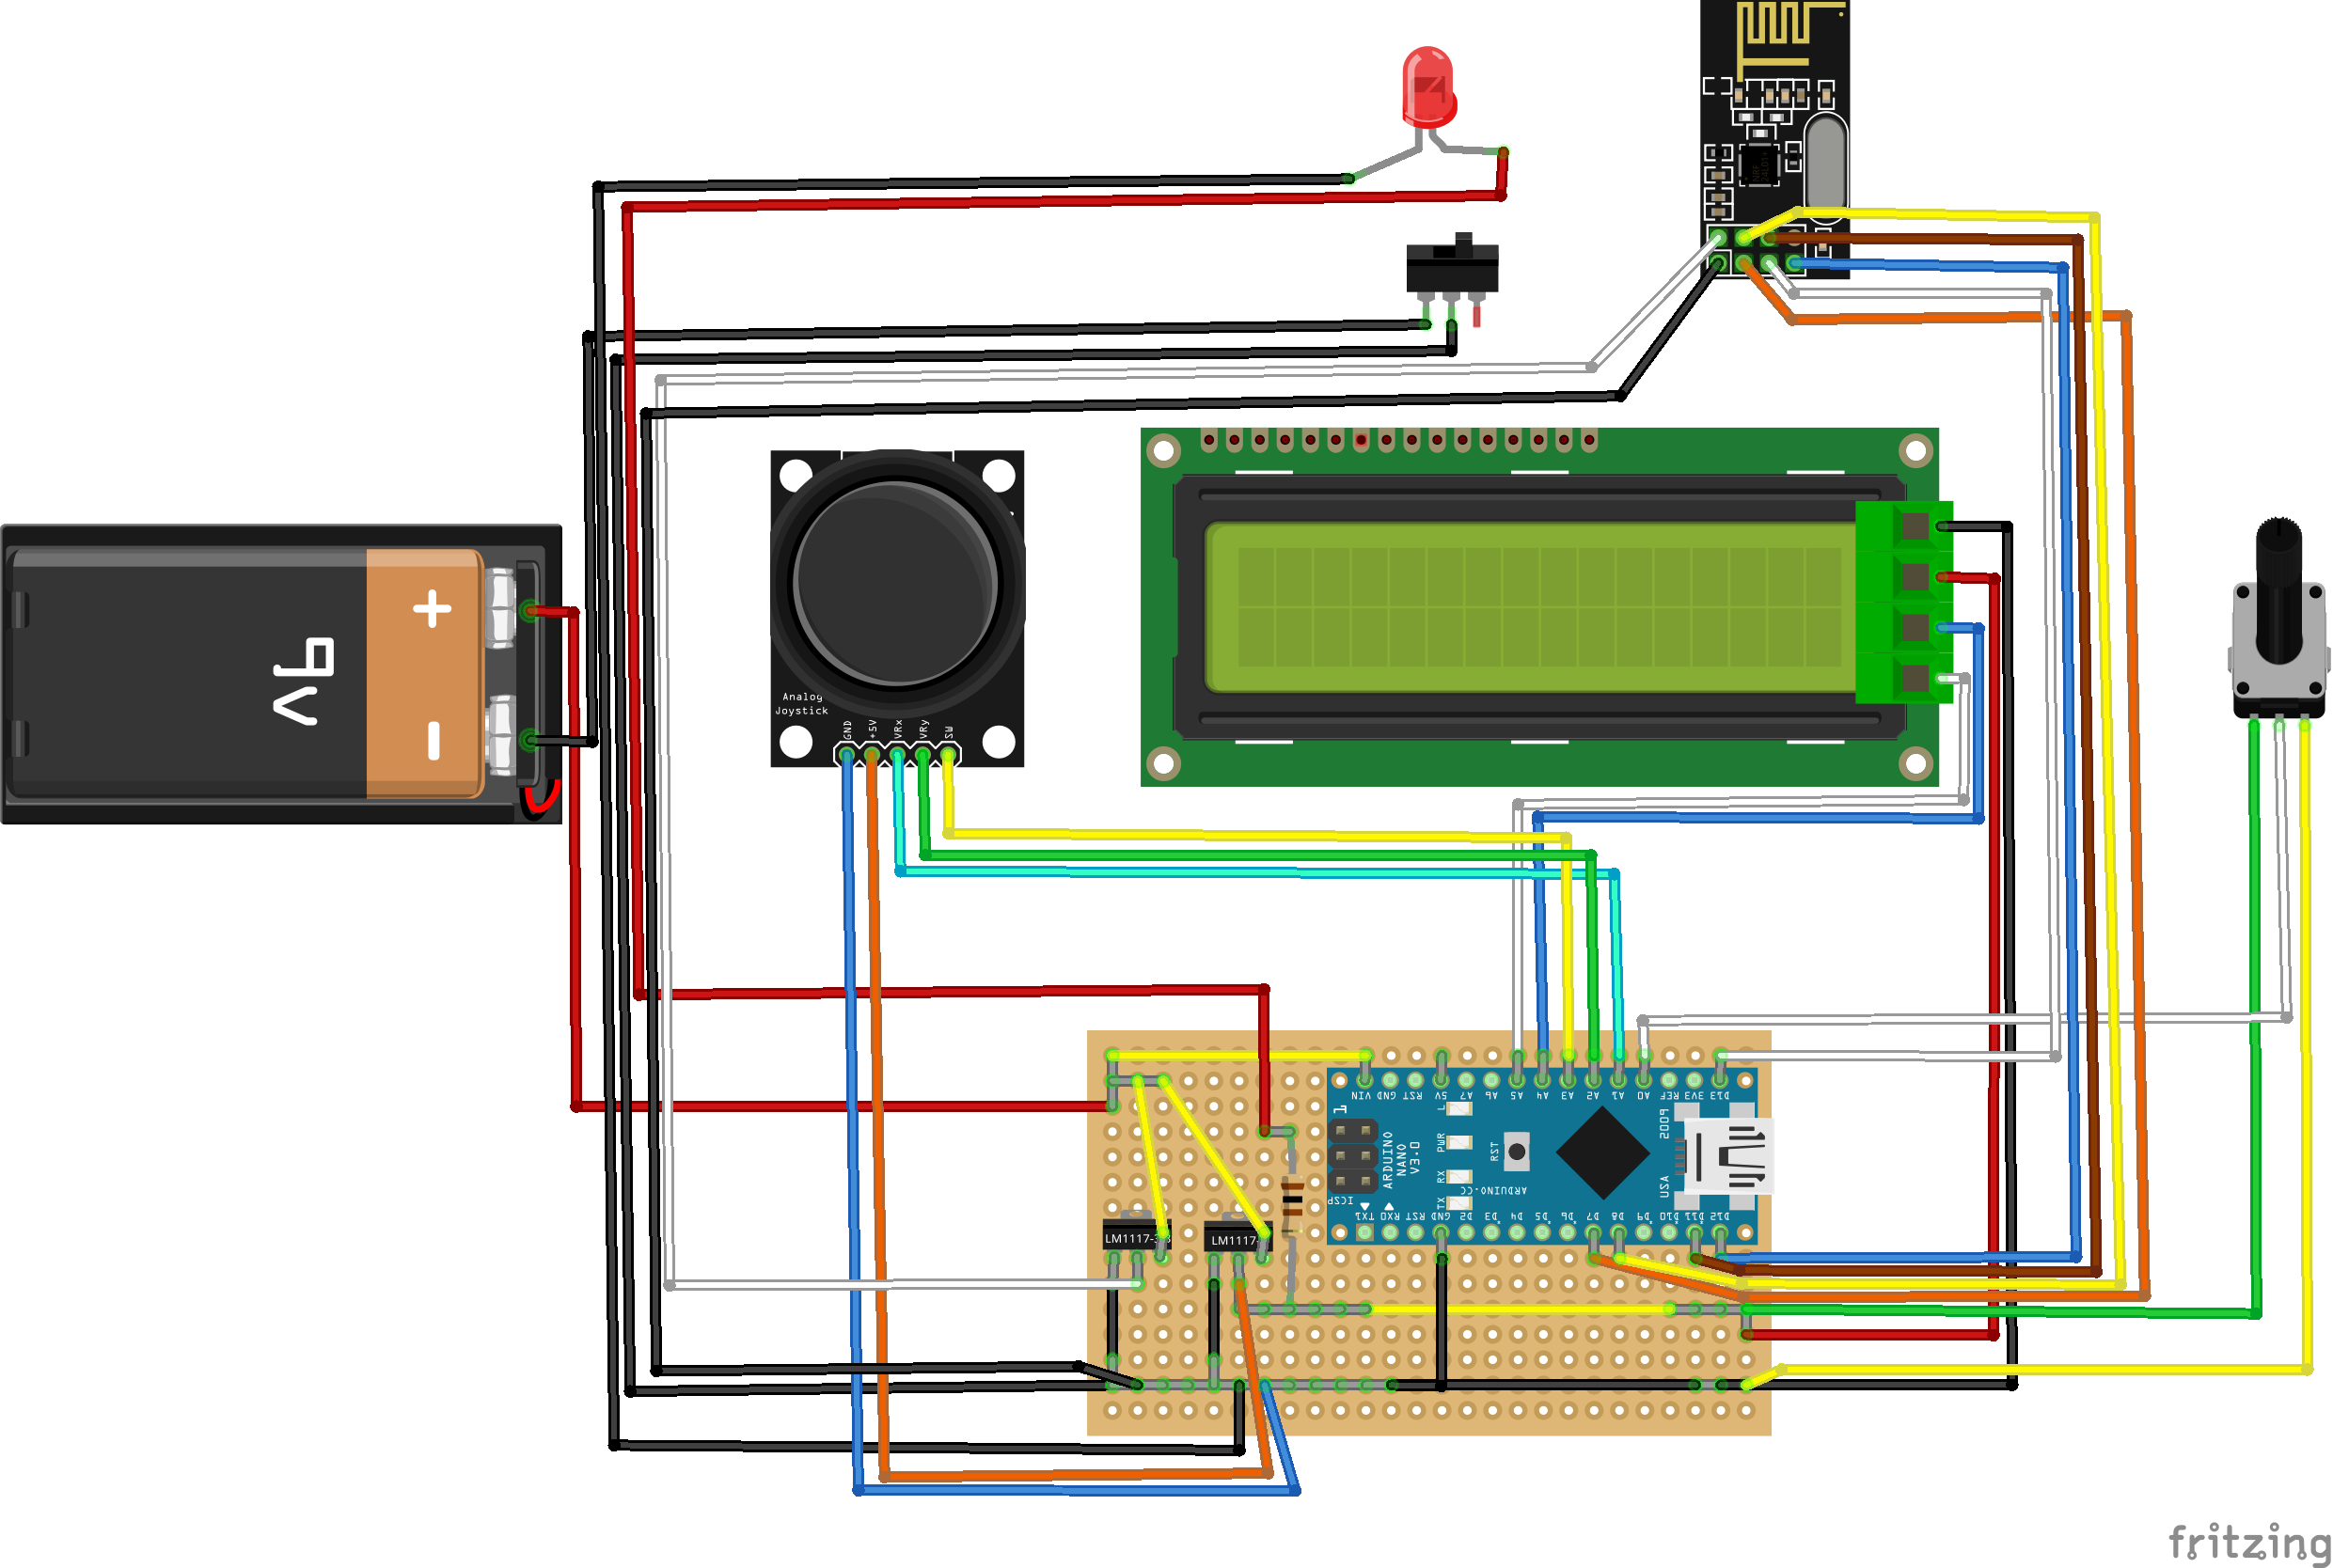 9V
+
-
Analog
Joystick
GND
+5V
VRx
VRy
SW
VIN
GND
RST
5V
A7
A6
A5
A4
A3
A2
A1
A0
REF
3V3
D13
1
L
PWR
RX
TX
ICSP
ARDUINO
NANO
V3.0
RST
ARDUINO.CC
USA
2009
TX1
RX0
RST
GND
D2
D3
D4
D5
D6
D7
D8
D9
D10
D11
D12
LM1117-3
LM1117-
fritzing